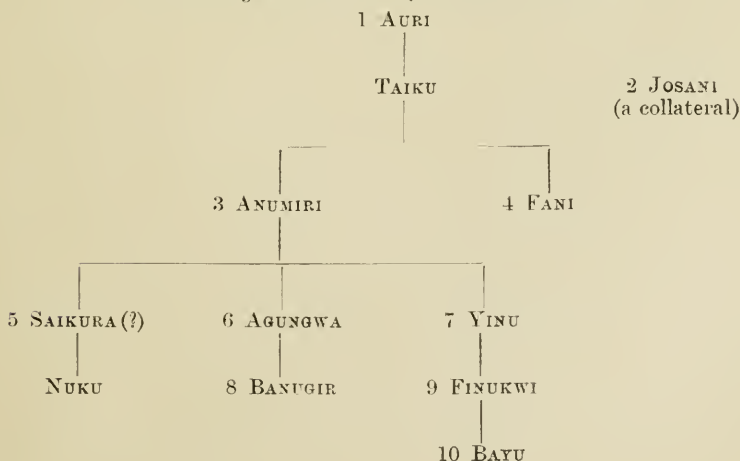 1 AURI
TAIKU
2 JOSANI
(a collateral)
3 ANUMIRI
4 FANI
5 SAIKURA (?)
6 AGUNGWA
7 YINU
NUKU
8 BANUGIR
9 FINUKWI
10 BAYU